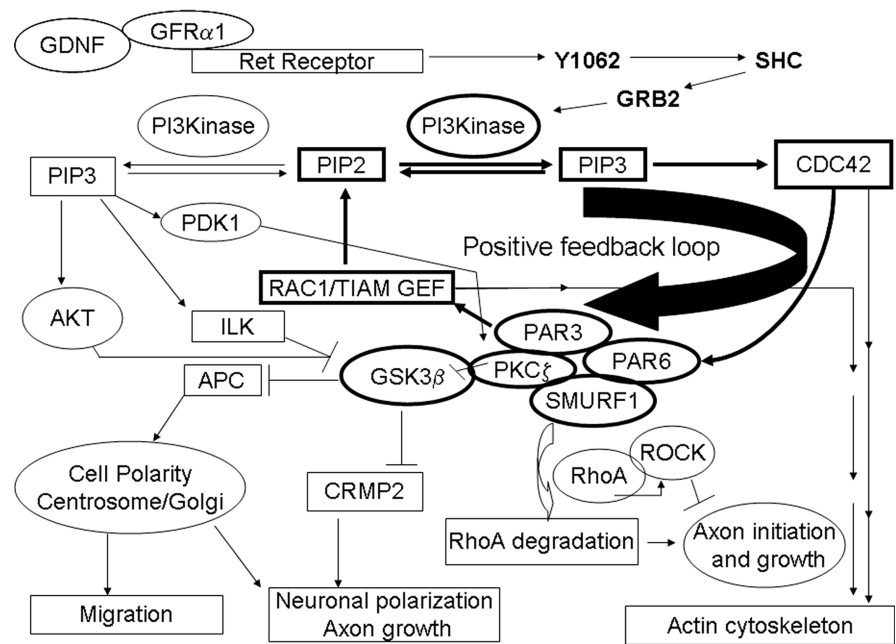 GDNF
GFRα1
Ret Receptor
Y1062
SHC
GRB2
PI3Kinase
PI3Kinase
PIP3
PIP2
PIP3
CDC42
PDK1
Positive feedback loop
RAC1/TIAM GEF
AKT
ILK
PAR3
PAR6
APC
GSK3β
PKCζ
SMURF1
Cell Polarity
Centrosome/Golgi
CRMP2
RhoA
ROCK
RhoA degradation
Axon initiation
and growth
Migration
Neuronal polarization
Axon growth
Actin cytoskeleton